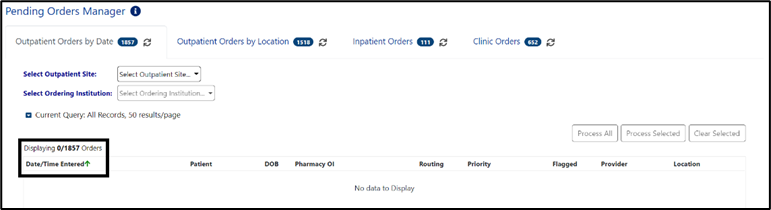 Pending Orders Manager
Outpatient Orders by Date 1857 Outpatient Orders by Location 1518 Inpatient Orders 111 Clinic Orders 652
Select Outpatient Site: Select Outpatient Site...
Select Ordering Institution: Select Ordering Institution...
Current Query: All Records, 50 results/page
Process All Process Selected Clear Selected
Displaying 0/1857 Orders
Date/Time Entered Patient DOB Pharmacy OI Routing Priority Flagged Provider Location
No data to Display